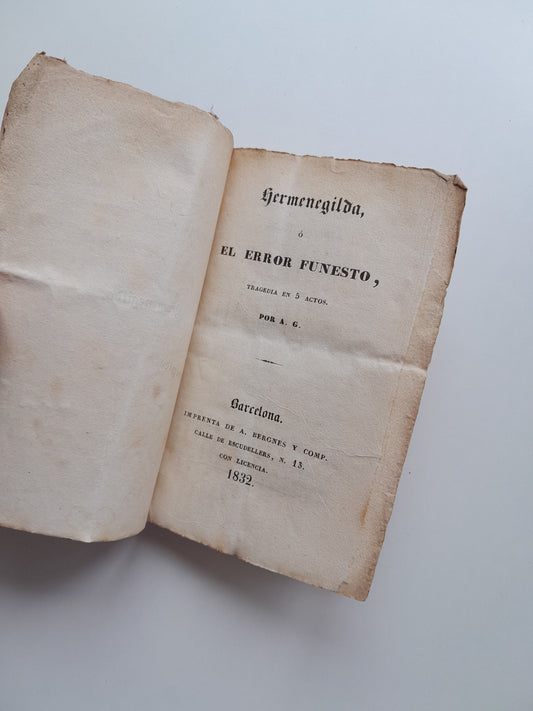 Hermenegilda,
ó
EL ERROR FUNESTO,
TRAGEDIA EN 5 ACTOS.
POR A. G.
Barcelona.
IMPRENTA DE A. BERGNES Y COMP.
CALLE DE ESCUDELLERS, N. 13.
CON LICENCIA.
1832.